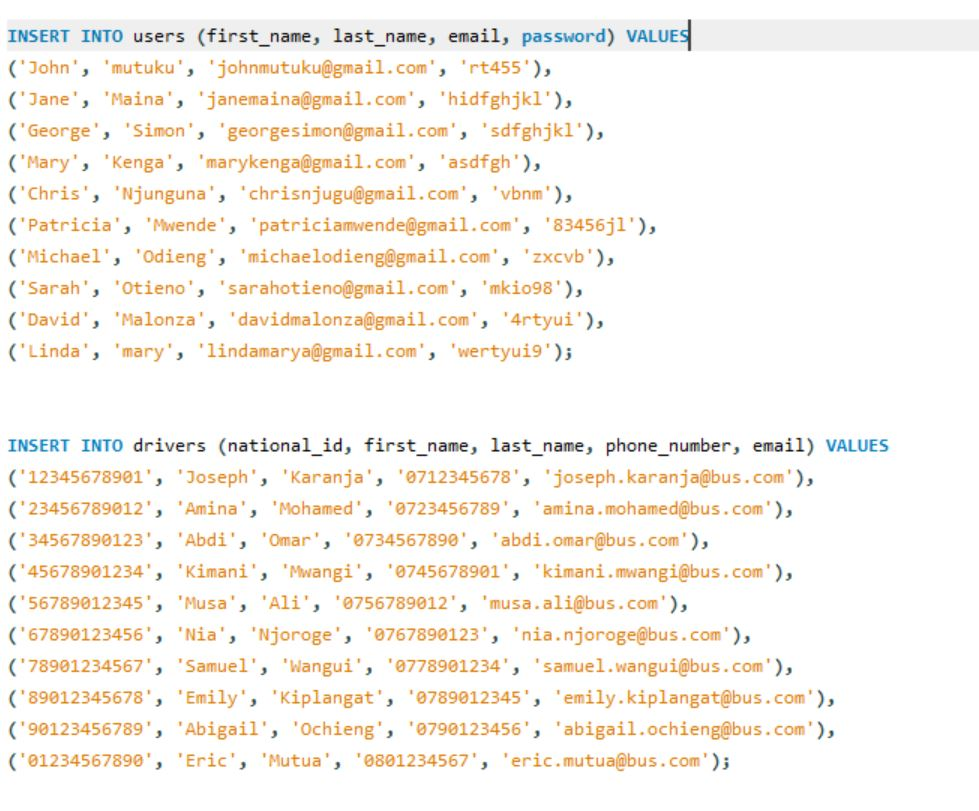 INSERT INTO users (first_name, last_name, email, password) VALUES
('John', 'mutuku', 'johnmutuku@gmail.com', 'rt455'),
('Jane', 'Maina', 'janemaina@gmail.com', 'hidfghjkl'),
('George', 'Simon', 'georgesimon@gmail.com', 'sdfghjkl'),
('Mary', 'Kenga', 'marykenga@gmail.com', 'asdfgh'),
('Chris', 'Njunguna', 'chrisnjugu@gmail.com', 'vbnm'),
('Patricia', 'Mwende', 'patriciamwende@gmail.com', '83456jl'),
('Michael', 'Odieng', 'michaelodieng@gmail.com', 'zxcvb'),
('Sarah', 'Otieno', 'sarahotieno@gmail.com', 'mkio98'),
('David', 'Malonza', 'davidmalonza@gmail.com', '4rtyui'),
('Linda', 'mary', 'lindamarya@gmail.com', 'wertyui9');
INSERT INTO drivers (national_id, first_name, last_name, phone_number, email) VALUES
('12345678901', 'Joseph', 'Karanja', '0712345678', 'joseph.karanja@bus.com'),
('23456789012', 'Amina', 'Mohamed', '0723456789', 'amina.mohamed@bus.com'),
('34567890123', 'Abdi', 'Omar', '0734567890', 'abdi.omar@bus.com'),
('45678901234', 'Kimani', 'Mwangi', '0745678901', 'kimani.mwangi@bus.com'),
('56789012345', 'Musa', 'Ali', '0756789012', 'musa.ali@bus.com'),
('67890123456', 'Nia', 'Njoroge', '0767890123', 'nia.njoroge@bus.com'),
('78901234567', 'Samuel', 'Wangui', '0778901234', 'samuel.wangui@bus.com'),
('89012345678', 'Emily', 'Kiplangat', '0789012345', 'emily.kiplangat@bus.com'),
('90123456789', 'Abigail', 'Ochieng', '0790123456', 'abigail.ochieng@bus.com'),
('01234567890', 'Eric', 'Mutua', '0801234567', 'eric.mutua@bus.com');